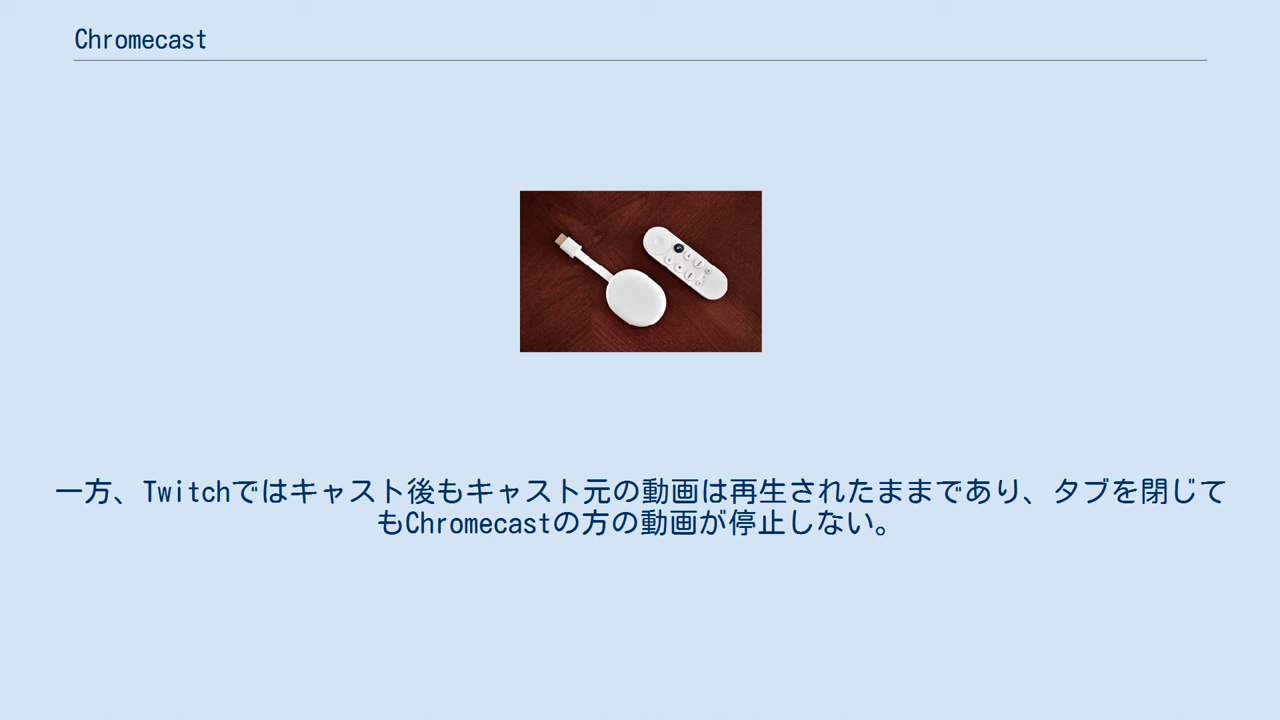 Chromecast
一方、Twitchではキャスト後もキャスト元の動画は再生されたままであり、タブを閉じて
もChromecastの方の動画が停止しない。